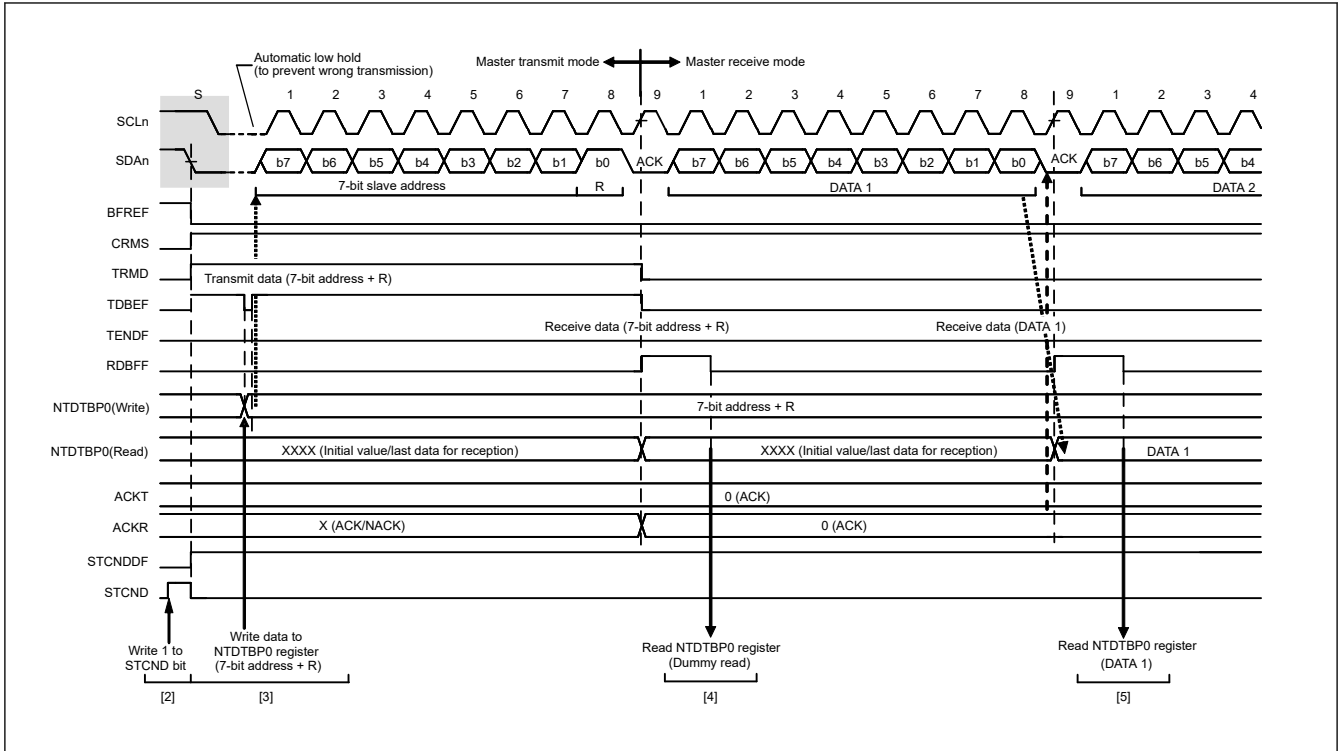 Automatic low hold
(to prevent wrong transmission)
Master transmit mode
Master receive mode
S 1 2 3 4 5 6 7 8 9 1 2 3 4 5 6 7 8 9 1 2 3 4
SCLn
SDAn b7 b6 b5 b4 b3 b2 b1 b0 ACK b7 b6 b5 b4 b3 b2 b1 b0 ACK b7 b6 b5 b4
7-bit slave address R DATA 1 DATA 2
BFREF
CRMS
TRMD Transmit data (7-bit address + R)
TDBEF
TENDF Receive data (7-bit address + R) Receive data (DATA 1)
RDBFF
NTDTBP0(Write) 7-bit address + R
NTDTBP0(Read) XXXX (Initial value/last data for reception) XXXX (Initial value/last data for reception) DATA 1
ACKT 0 (ACK)
ACKR X (ACK/NACK) 0 (ACK)
STCNDDF
STCND
Write 1 to
STCND bit
Write data to
NTDTBP0 register
(7-bit address + R)
Read NTDTBP0 register
(Dummy read)
Read NTDTBP0 register
(DATA 1)
[2] [3] [4] [5]